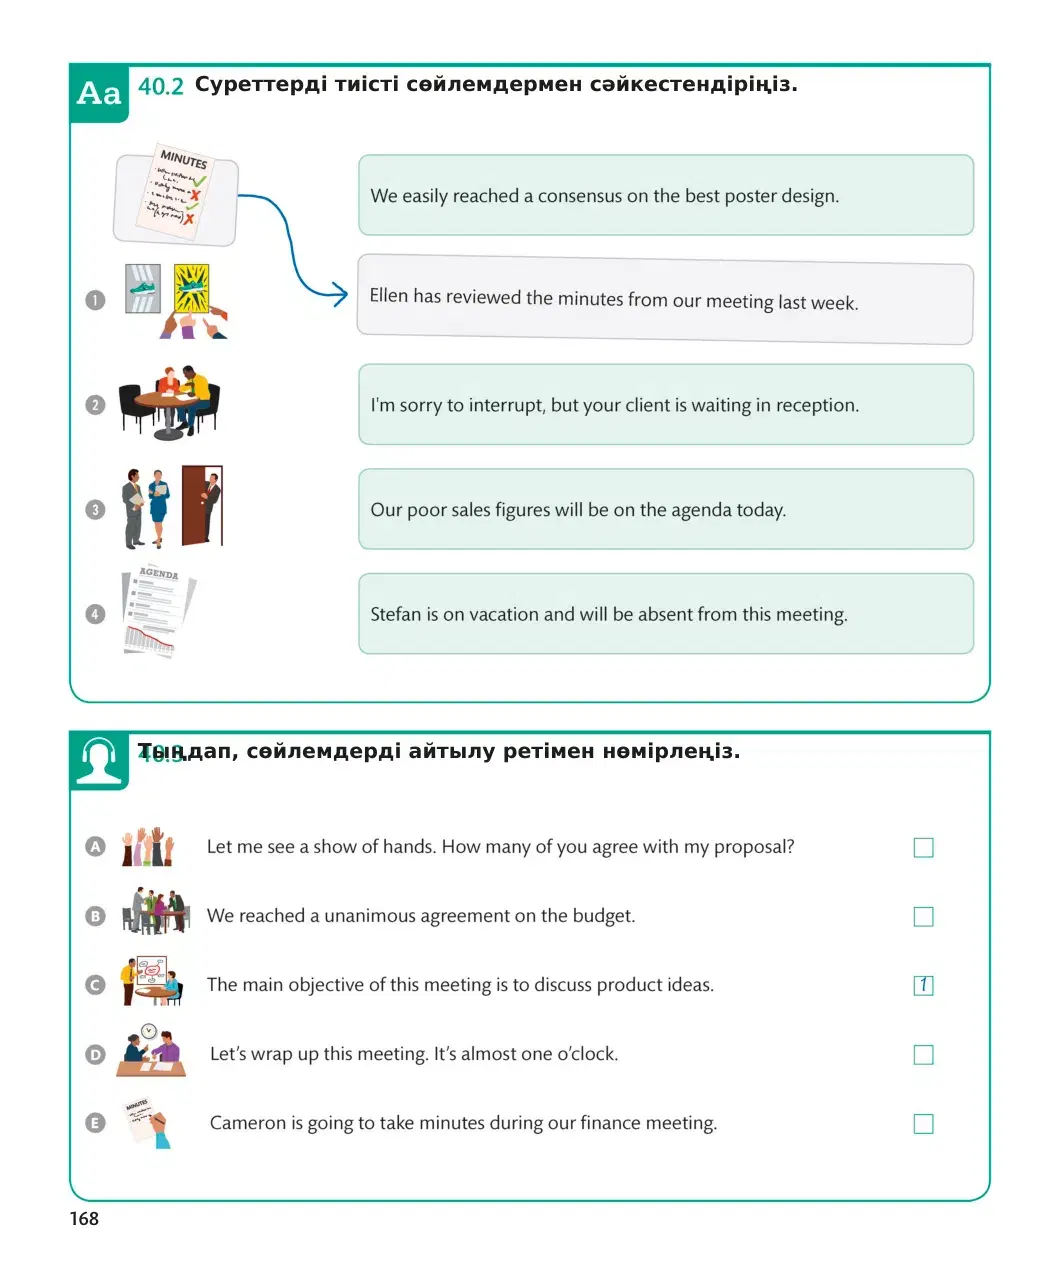 Aa 40.2 Суреттерді тиісті сөйлемдермен сәйкестендіріңіз.
MINUTES
We easily reached a consensus on the best poster design.
1
Ellen has reviewed the minutes from our meeting last week.
2
I'm sorry to interrupt, but your client is waiting in reception.
3
Our poor sales figures will be on the agenda today.
AGENDA
4
Stefan is on vacation and will be absent from this meeting.
40.3 Тыңдап, сөйлемдерді айтылу ретімен нөмірлеңіз.
A Let me see a show of hands. How many of you agree with my proposal?
B We reached a unanimous agreement on the budget.
C The main objective of this meeting is to discuss product ideas. 1
D Let’s wrap up this meeting. It’s almost one o’clock.
MINUTES
E Cameron is going to take minutes during our finance meeting.
168